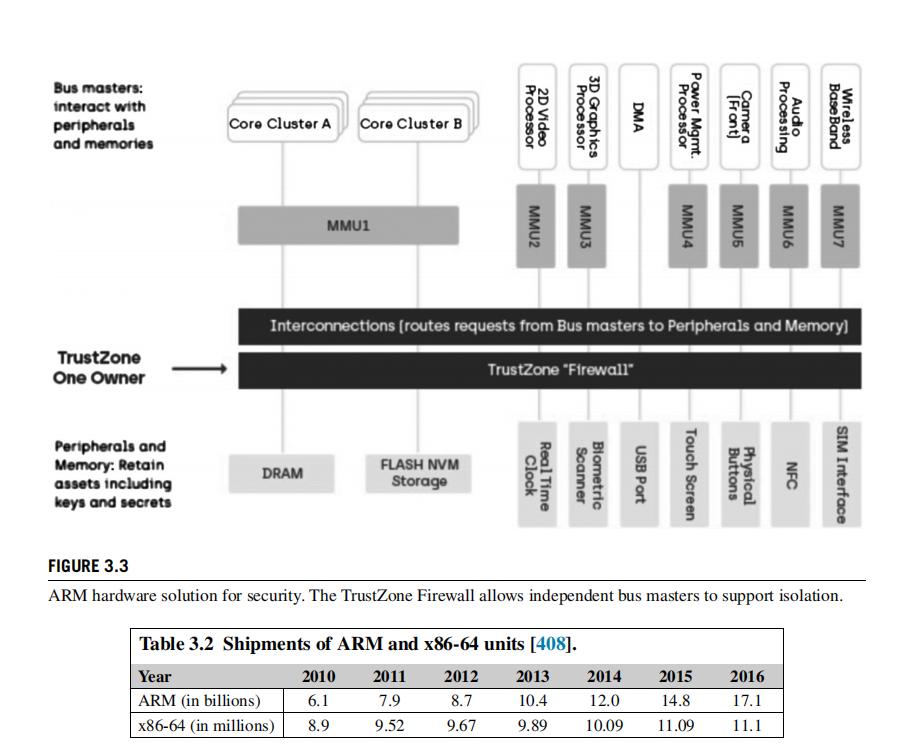 Bus masters:
interact with
peripherals
and memories
Core Cluster A
Core Cluster B
2D Video
Processor
3D Graphics
Processor
DMA
Power Mgmt.
Processor
Camera
(Front)
Audio
Processing
Wireless
BaseBand
MMU1
MMU2
MMU3
MMU4
MMU5
MMU6
MMU7
Interconnections (routes requests from Bus masters to Peripherals and Memory)
TrustZone
One Owner
TrustZone "Firewall"
Peripherals and
Memory: Retain
assets including
keys and secrets
DRAM
FLASH NVM
Storage
Real Time
Clock
Biometric
Scanner
USB Port
Touch Screen
Physical
Buttons
NFC
SIM Interface
FIGURE 3.3
ARM hardware solution for security. The TrustZone Firewall allows independent bus masters to support isolation.
Table 3.2 Shipments of ARM and x86-64 units [408].
Year 2010 2011 2012 2013 2014 2015 2016
ARM (in billions) 6.1 7.9 8.7 10.4 12.0 14.8 17.1
x86-64 (in millions) 8.9 9.52 9.67 9.89 10.09 11.09 11.1